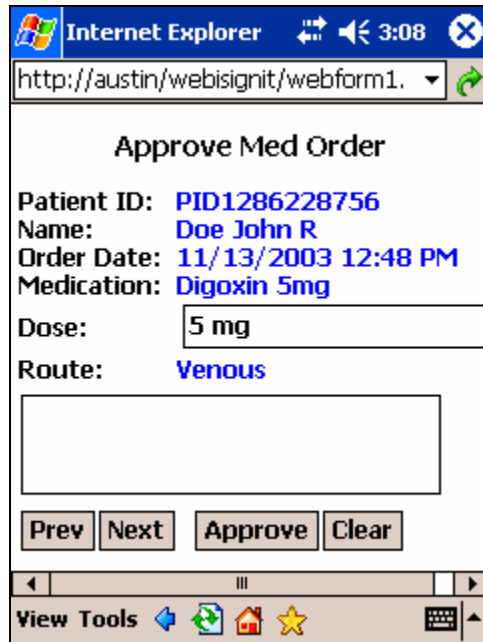 Internet Explorer 3:08
http://austin/webisignit/webform1.
Approve Med Order
Patient ID: PID1286228756
Name: Doe John R
Order Date: 11/13/2003 12:48 PM
Medication: Digoxin 5mg
Dose: 5 mg
Route: Venous
Prev Next Approve Clear
View Tools